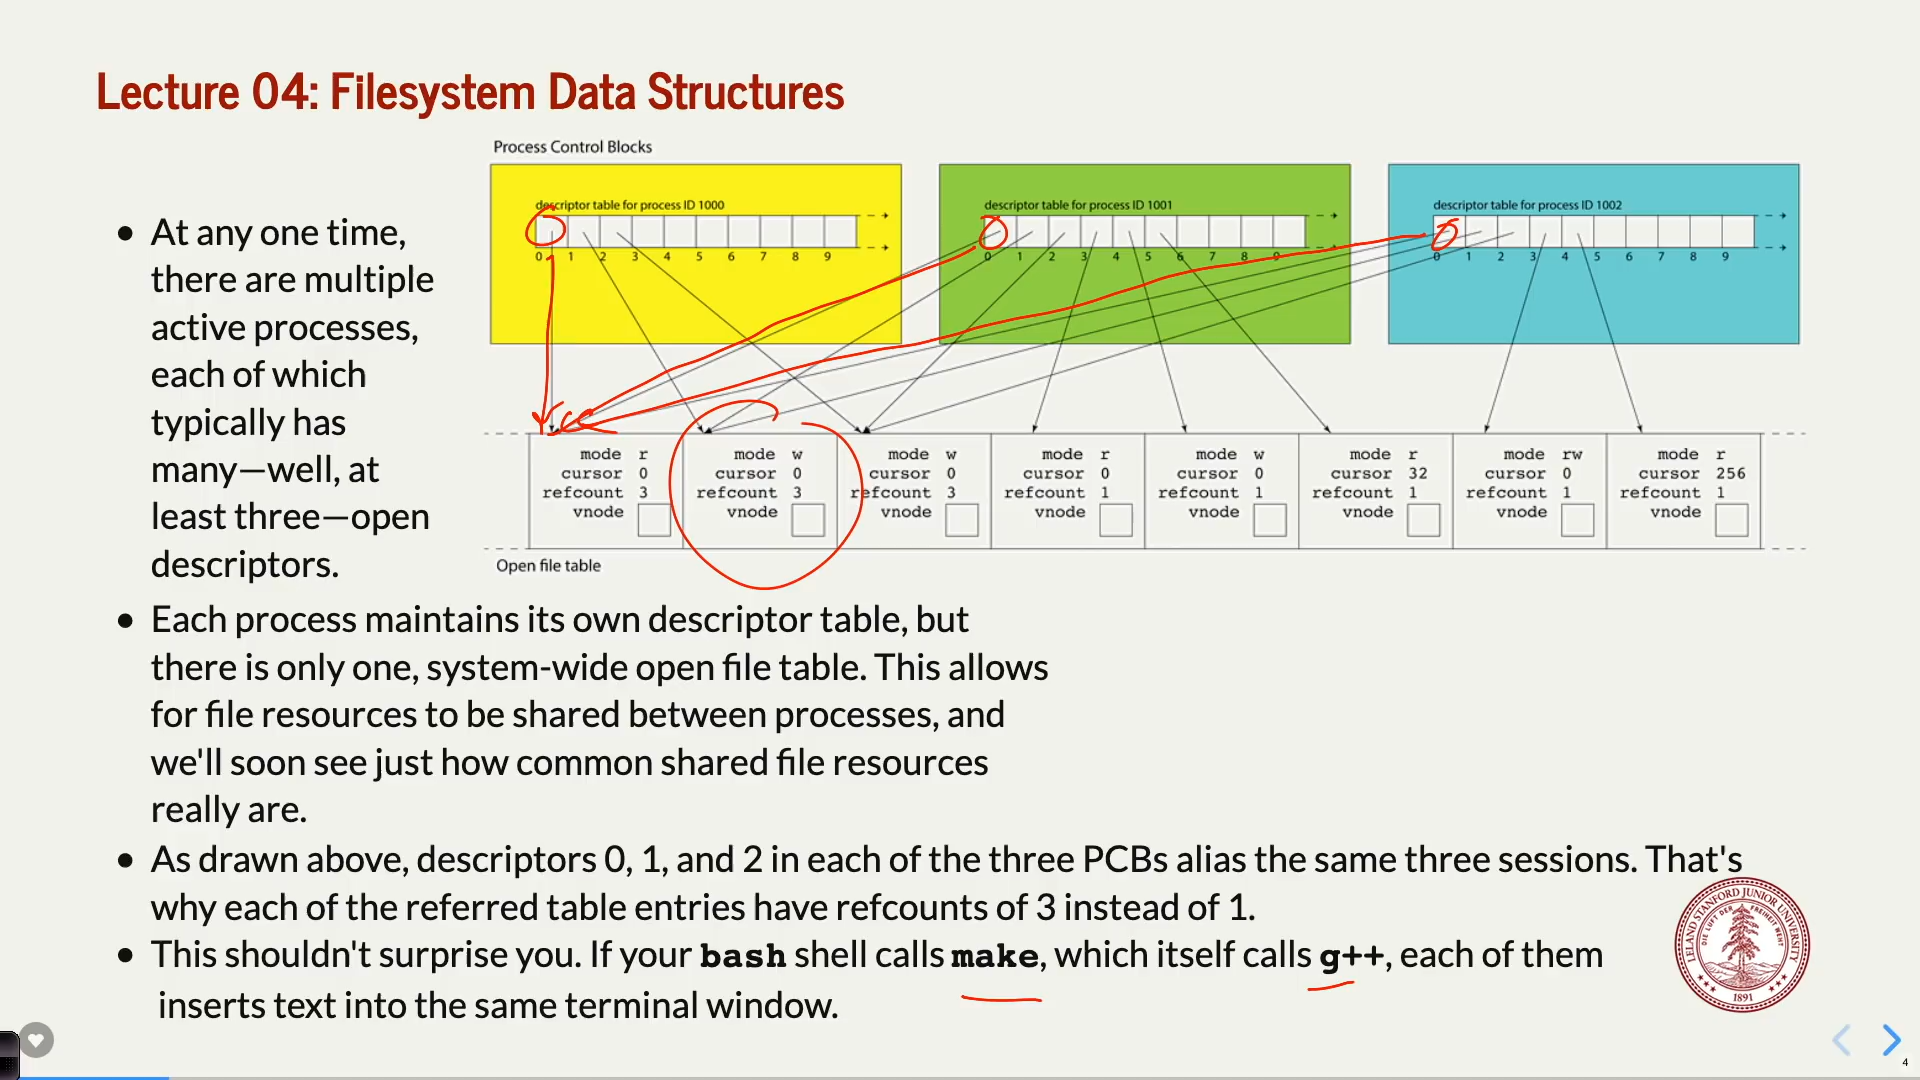 Lecture 04: Filesystem Data Structures
Process Control Blocks
descriptor table for process ID 1000
0 1 2 3 4 5 6 7 8 9
descriptor table for process ID 1001
0 1 2 3 4 5 6 7 8 9
descriptor table for process ID 1002
0 1 2 3 4 5 6 7 8 9
mode r
cursor 0
refcount 3
vnode
mode w
cursor 0
refcount 3
vnode
mode w
cursor 0
refcount 3
vnode
mode r
cursor 0
refcount 1
vnode
mode w
cursor 0
refcount 1
vnode
mode r
cursor 32
refcount 1
vnode
mode rw
cursor 0
refcount 1
vnode
mode r
cursor 256
refcount 1
vnode
Open file table
• At any one time,
there are multiple
active processes,
each of which
typically has
many—well, at
least three—open
descriptors.
• Each process maintains its own descriptor table, but
there is only one, system-wide open file table. This allows
for file resources to be shared between processes, and
we'll soon see just how common shared file resources
really are.
• As drawn above, descriptors 0, 1, and 2 in each of the three PCBs alias the same three sessions. That's
why each of the referred table entries have refcounts of 3 instead of 1.
• This shouldn't surprise you. If your bash shell calls make, which itself calls g++, each of them
inserts text into the same terminal window.
LELAND STANFORD JUNIOR UNIVERSITY
DIE LUFT DER FREIHEIT WEHT
1891
4